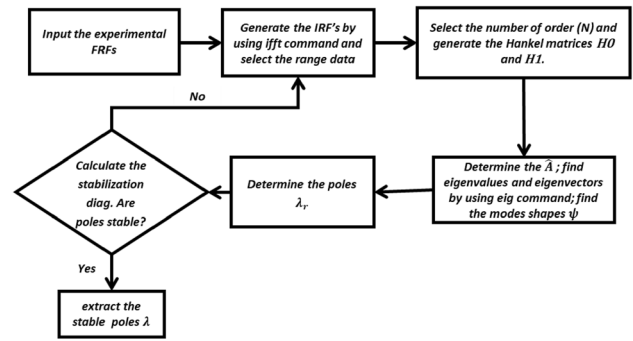 Input the experimental
FRFs
Generate the IRF's by
using ifft command and
select the range data
Select the number of order (N) and
generate the Hankel matrices H0
and H1.
No
Calculate the
stabilization
diag. Are
poles stable?
Determine the poles
λr
Determine the Â ; find
eigenvalues and eigenvectors
by using eig command; find
the modes shapes ψ
Yes
extract the
stable poles λ